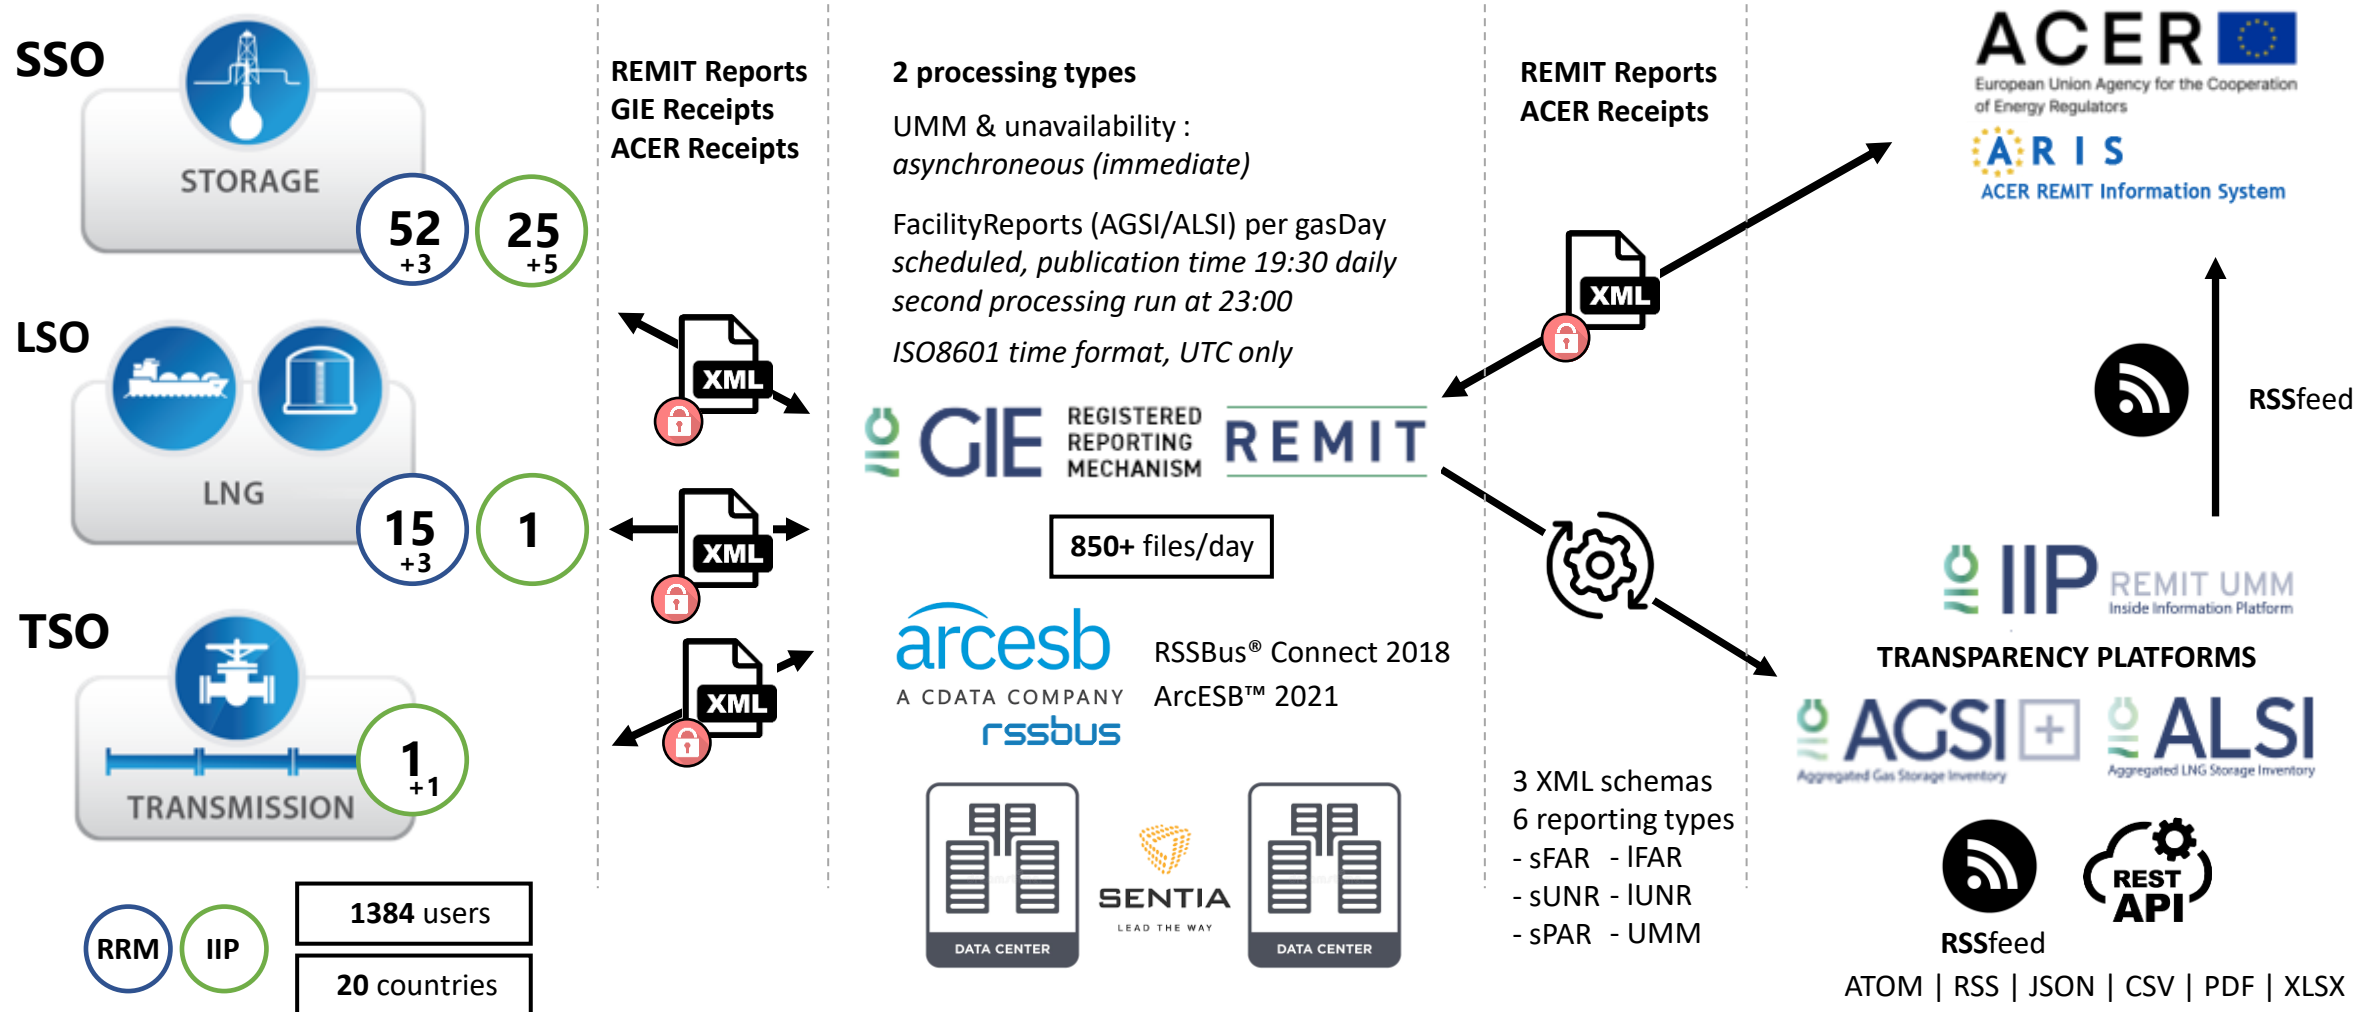 SSO
STORAGE
52
+3
25
+5
LSO
LNG
15
+3
1
TSO
TRANSMISSION
1
+1
RRM
IIP
1384 users
20 countries
REMIT Reports
GIE Receipts
ACER Receipts
XML
XML
XML
2 processing types
UMM & unavailability :
asynchroneous (immediate)
FacilityReports (AGSI/ALSI) per gasDay
scheduled, publication time 19:30 daily
second processing run at 23:00
ISO8601 time format, UTC only
GIE
REGISTERED
REPORTING
MECHANISM
REMIT
850+ files/day
arcesb
A CDATA COMPANY
rssbus
RSSBus® Connect 2018
ArcESB™ 2021
DATA CENTER
SENTIA
LEAD THE WAY
DATA CENTER
REMIT Reports
ACER Receipts
XML
3 XML schemas
6 reporting types
- sFAR - lFAR
- sUNR - lUNR
- sPAR - UMM
ACER
European Union Agency for the Cooperation
of Energy Regulators
ARIS
ACER REMIT Information System
RSSfeed
IIP
REMIT UMM
Inside Information Platform
TRANSPARENCY PLATFORMS
AGSI+
Aggregated Gas Storage Inventory
ALSI
Aggregated LNG Storage Inventory
RSSfeed
REST
API
ATOM | RSS | JSON | CSV | PDF | XLSX